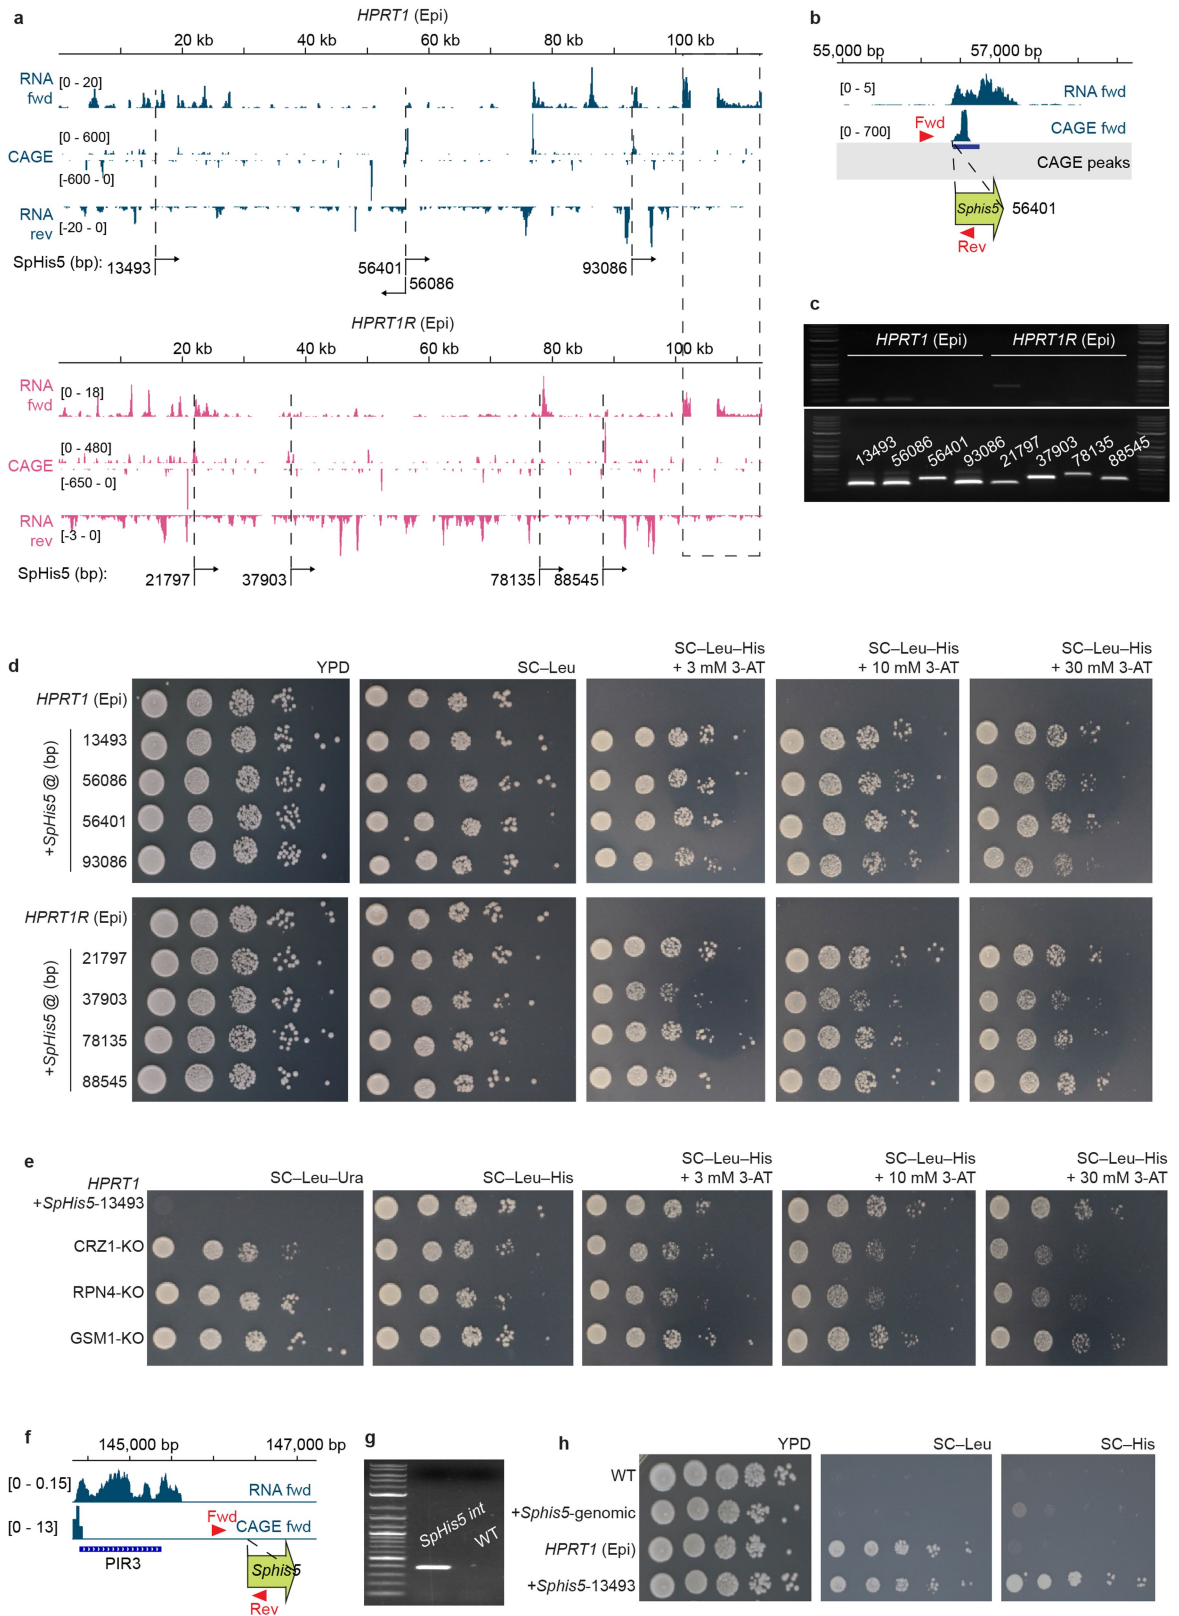 a
HPRT1 (Epi)
20 kb 40 kb 60 kb 80 kb 100 kb
RNA fwd [0 - 20]
[0 - 600]
CAGE
[-600 - 0]
RNA rev [-20 - 0]
SpHis5 (bp): 13493 56401 93086
56086
HPRT1R (Epi)
20 kb 40 kb 60 kb 80 kb 100 kb
RNA fwd [0 - 18]
[0 - 480]
CAGE
[-650 - 0]
RNA rev [-3 - 0]
SpHis5 (bp): 21797 37903 78135 88545
b
55,000 bp 57,000 bp
[0 - 5] RNA fwd
Fwd
[0 - 700] CAGE fwd
CAGE peaks
Sphis5 56401
Rev
c
HPRT1 (Epi) HPRT1R (Epi)
13493 56086 56401 93086 21797 37903 78135 88545
d
YPD SC–Leu SC–Leu–His + 3 mM 3-AT SC–Leu–His + 10 mM 3-AT SC–Leu–His + 30 mM 3-AT
HPRT1 (Epi)
+SpHis5 @ (bp)
13493
56086
56401
93086
HPRT1R (Epi)
+SpHis5 @ (bp)
21797
37903
78135
88545
e
SC–Leu–Ura SC–Leu–His SC–Leu–His + 3 mM 3-AT SC–Leu–His + 10 mM 3-AT SC–Leu–His + 30 mM 3-AT
HPRT1
+SpHis5-13493
CRZ1-KO
RPN4-KO
GSM1-KO
f
145,000 bp 147,000 bp
[0 - 0.15] RNA fwd
Fwd
[0 - 13] CAGE fwd
PIR3
Sphis5
Rev
g
SpHis5 int
WT
h
YPD SC–Leu SC–His
WT
+Sphis5-genomic
HPRT1 (Epi)
+Sphis5-13493